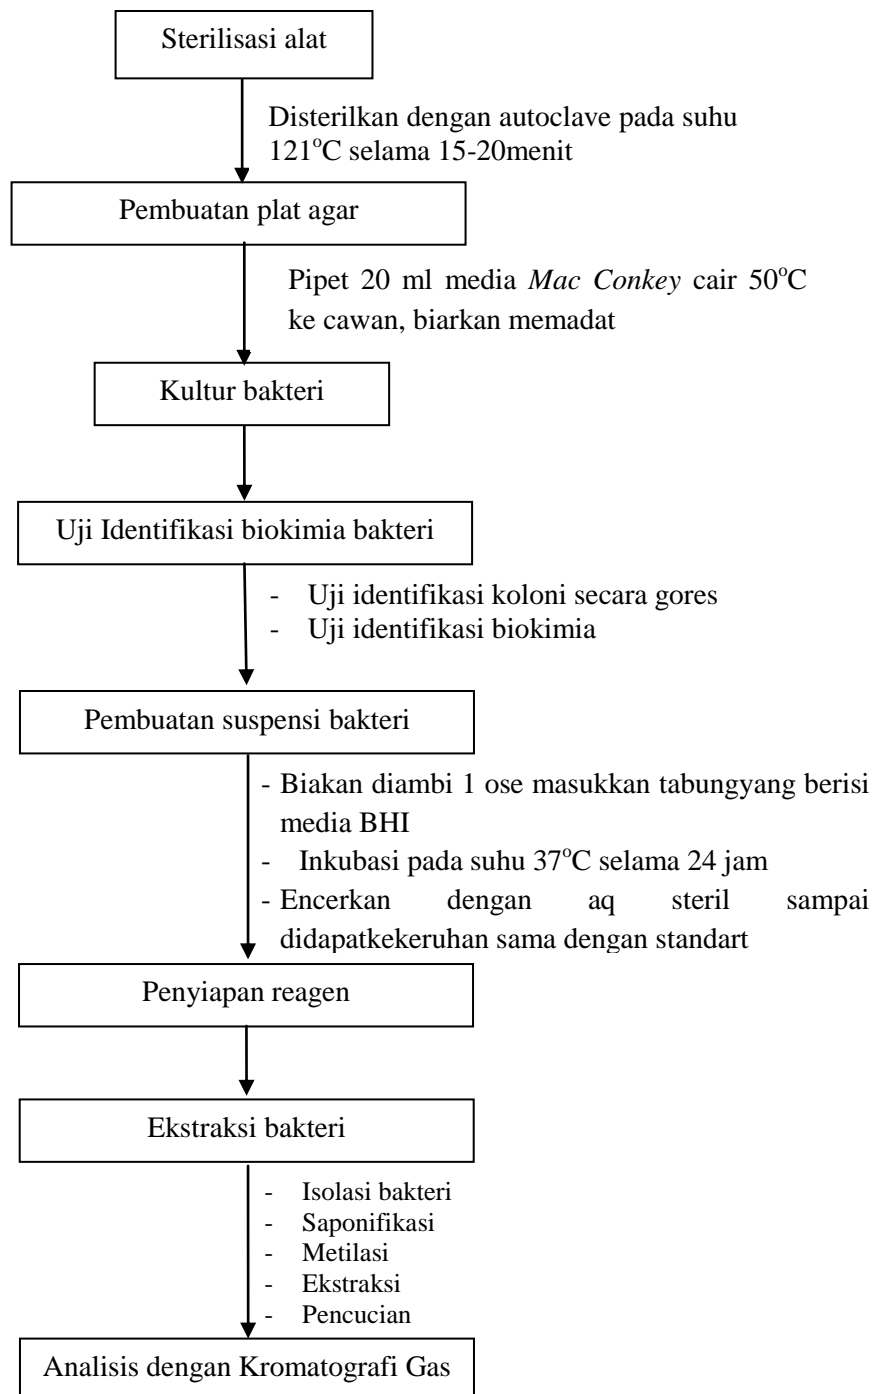 Sterilisasi alat
Disterilkan dengan autoclave pada suhu
121°C selama 15-20menit
Pembuatan plat agar
Pipet 20 ml media Mac Conkey cair 50°C
ke cawan, biarkan memadat
Kultur bakteri
Uji Identifikasi biokimia bakteri
- Uji identifikasi koloni secara gores
- Uji identifikasi biokimia
Pembuatan suspensi bakteri
- Biakan diambi 1 ose masukkan tabungyang berisi
media BHI
- Inkubasi pada suhu 37°C selama 24 jam
- Encerkan dengan aq steril sampai
didapatkekeruhan sama dengan standart
Penyiapan reagen
Ekstraksi bakteri
- Isolasi bakteri
- Saponifikasi
- Metilasi
- Ekstraksi
- Pencucian
Analisis dengan Kromatografi Gas